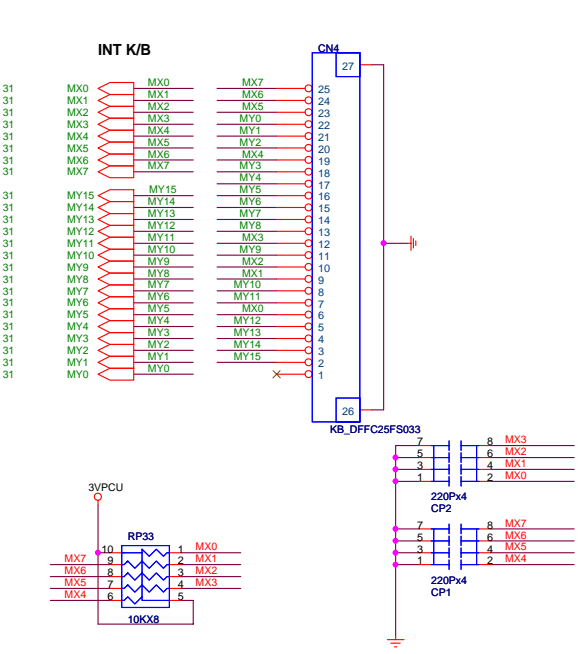 INT K/B
CN4
27
31 MX0 MX0 MX7 25
31 MX1 MX1 MX6 24
31 MX2 MX2 MX5 23
31 MX3 MX3 MY0 22
31 MX4 MX4 MY1 21
31 MX5 MX5 MY2 20
31 MX6 MX6 MX4 19
31 MX7 MX7 MY3 18
MY4 17
31 MY15 MY15 MY5 16
31 MY14 MY14 MY6 15
31 MY13 MY13 MY7 14
31 MY12 MY12 MY8 13
31 MY11 MY11 MX3 12
31 MY10 MY10 MY9 11
31 MY9 MY9 MX2 10
31 MY8 MY8 MX1 9
31 MY7 MY7 MY10 8
31 MY6 MY6 MY11 7
31 MY5 MY5 MX0 6
31 MY4 MY4 MY12 5
31 MY3 MY3 MY13 4
31 MY2 MY2 MY14 3
31 MY1 MY1 MY15 2
31 MY0 MY0 1
26
KB_DFFC25FS033
7 8 MX3
5 6 MX2
3 4 MX1
1 2 MX0
220Px4
CP2
7 8 MX7
5 6 MX6
3 4 MX5
1 2 MX4
220Px4
CP1
3VPCU
RP33
10 1 MX0
MX7 9 2 MX1
MX6 8 3 MX2
MX5 7 4 MX3
MX4 6 5
10KX8